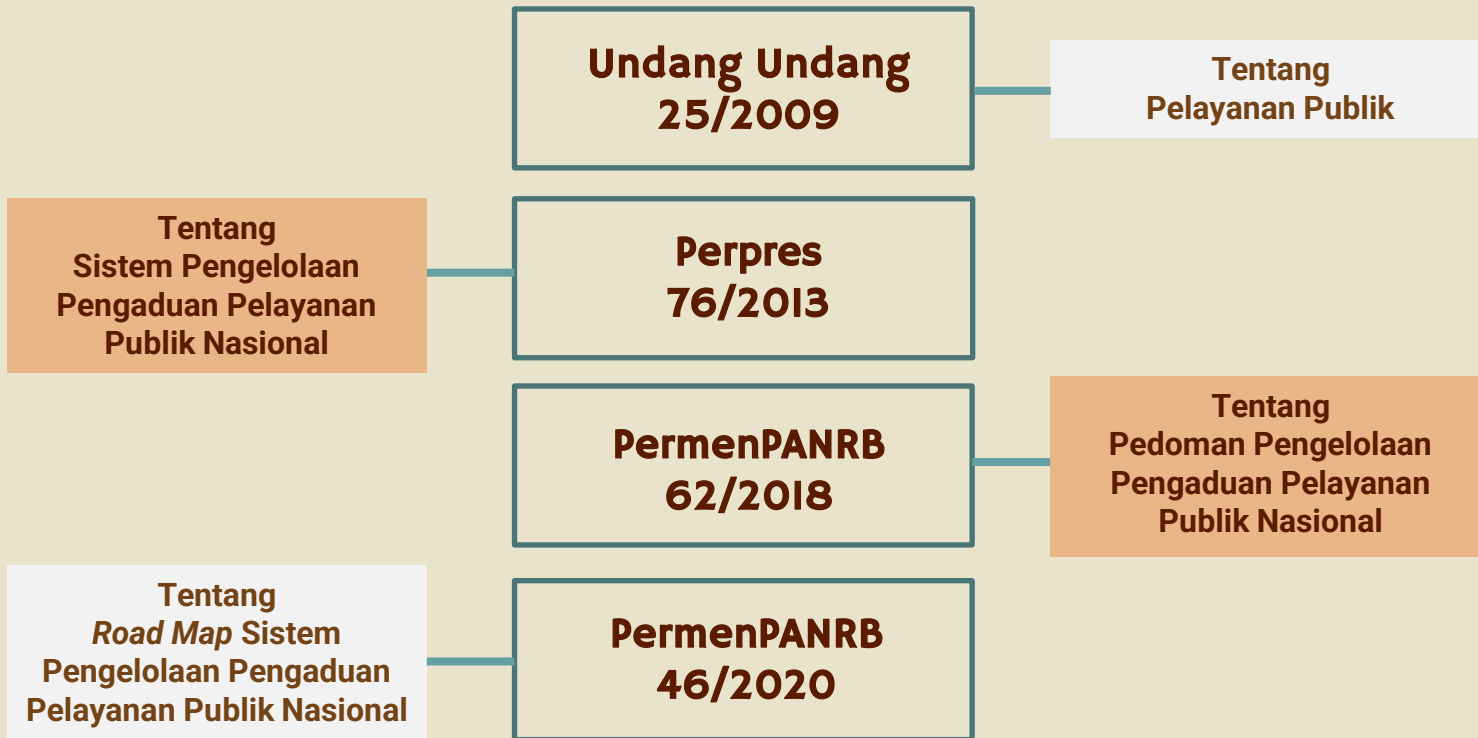 Undang Undang
25/2009
Tentang
Pelayanan Publik
Tentang
Sistem Pengelolaan
Pengaduan Pelayanan
Publik Nasional
Perpres
76/2013
PermenPANRB
62/2018
Tentang
Pedoman Pengelolaan
Pengaduan Pelayanan
Publik Nasional
Tentang
Road Map Sistem
Pengelolaan Pengaduan
Pelayanan Publik Nasional
PermenPANRB
46/2020